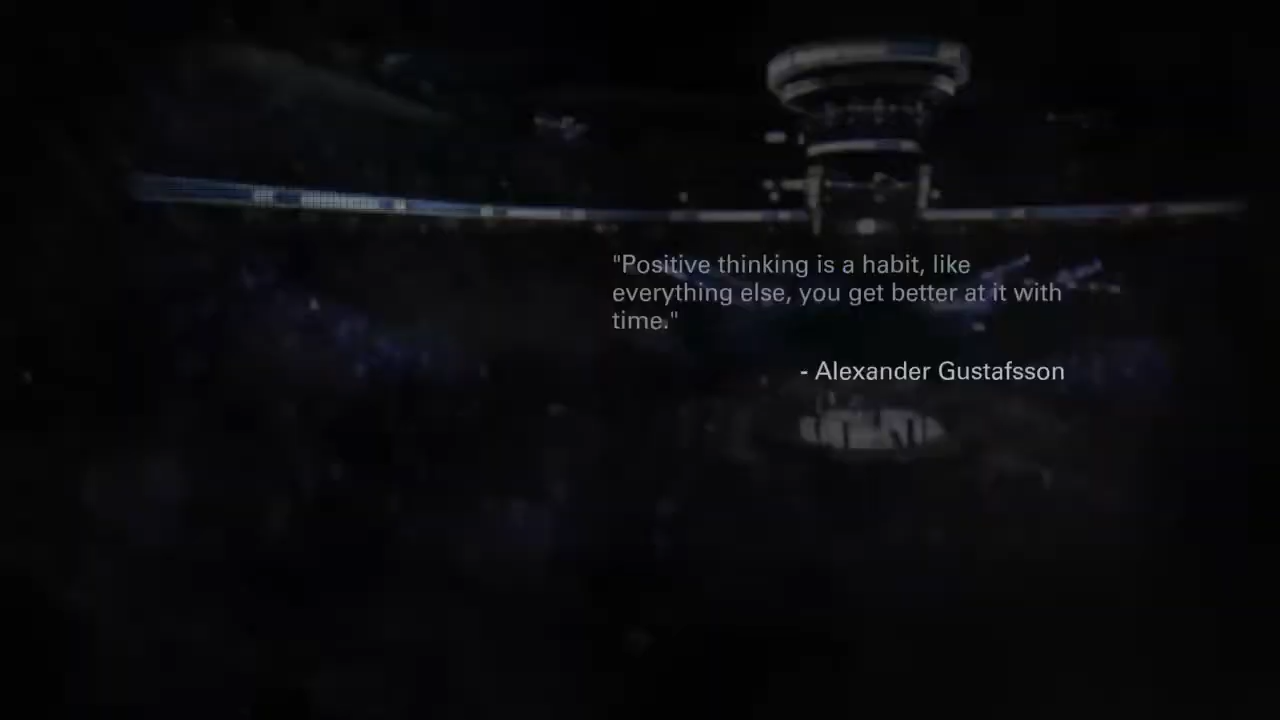 "Positive thinking is a habit, like
everything else, you get better at it with
time."
- Alexander Gustafsson